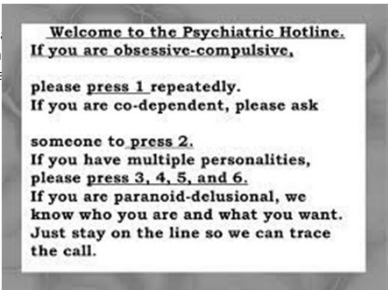 Welcome to the Psychiatric Hotline.
If you are obsessive-compulsive,
please press 1 repeatedly.
If you are co-dependent, please ask
someone to press 2.
If you have multiple personalities,
please press 3, 4, 5, and 6.
If you are paranoid-delusional, we
know who you are and what you want.
Just stay on the line so we can trace
the call.